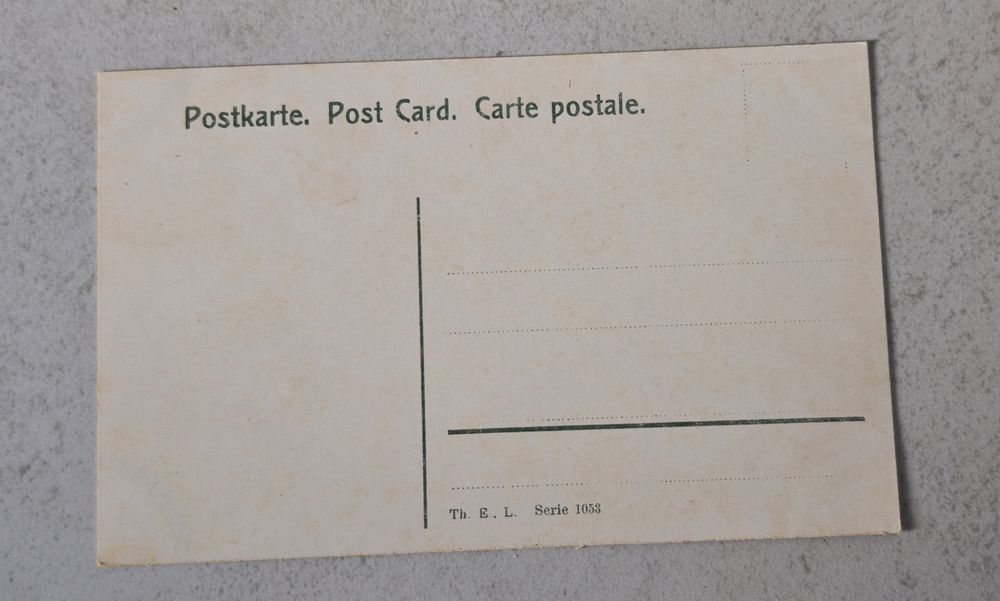 Postkarte. Post Card. Carte postale.
Th. E. L. Serie 1053